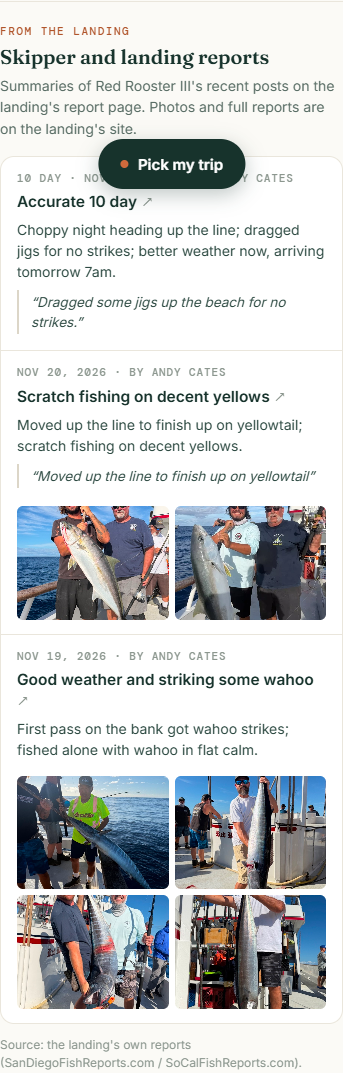 FROM THE LANDING
Skipper and landing reports
Summaries of Red Rooster III's recent posts on the
landing's report page. Photos and full reports are
on the landing's site.
Pick my trip
10 DAY · NOV
Y CATES
Accurate 10 day ↗
Choppy night heading up the line; dragged
jigs for no strikes; better weather now, arriving
tomorrow 7am.
“Dragged some jigs up the beach for no
strikes.”
NOV 20, 2026 · BY ANDY CATES
Scratch fishing on decent yellows ↗
Moved up the line to finish up on yellowtail;
scratch fishing on decent yellows.
“Moved up the line to finish up on yellowtail”
NOV 19, 2026 · BY ANDY CATES
Good weather and striking some wahoo
↗
First pass on the bank got wahoo strikes;
fished alone with wahoo in flat calm.
Source: the landing's own reports
(SanDiegoFishReports.com / SoCalFishReports.com).